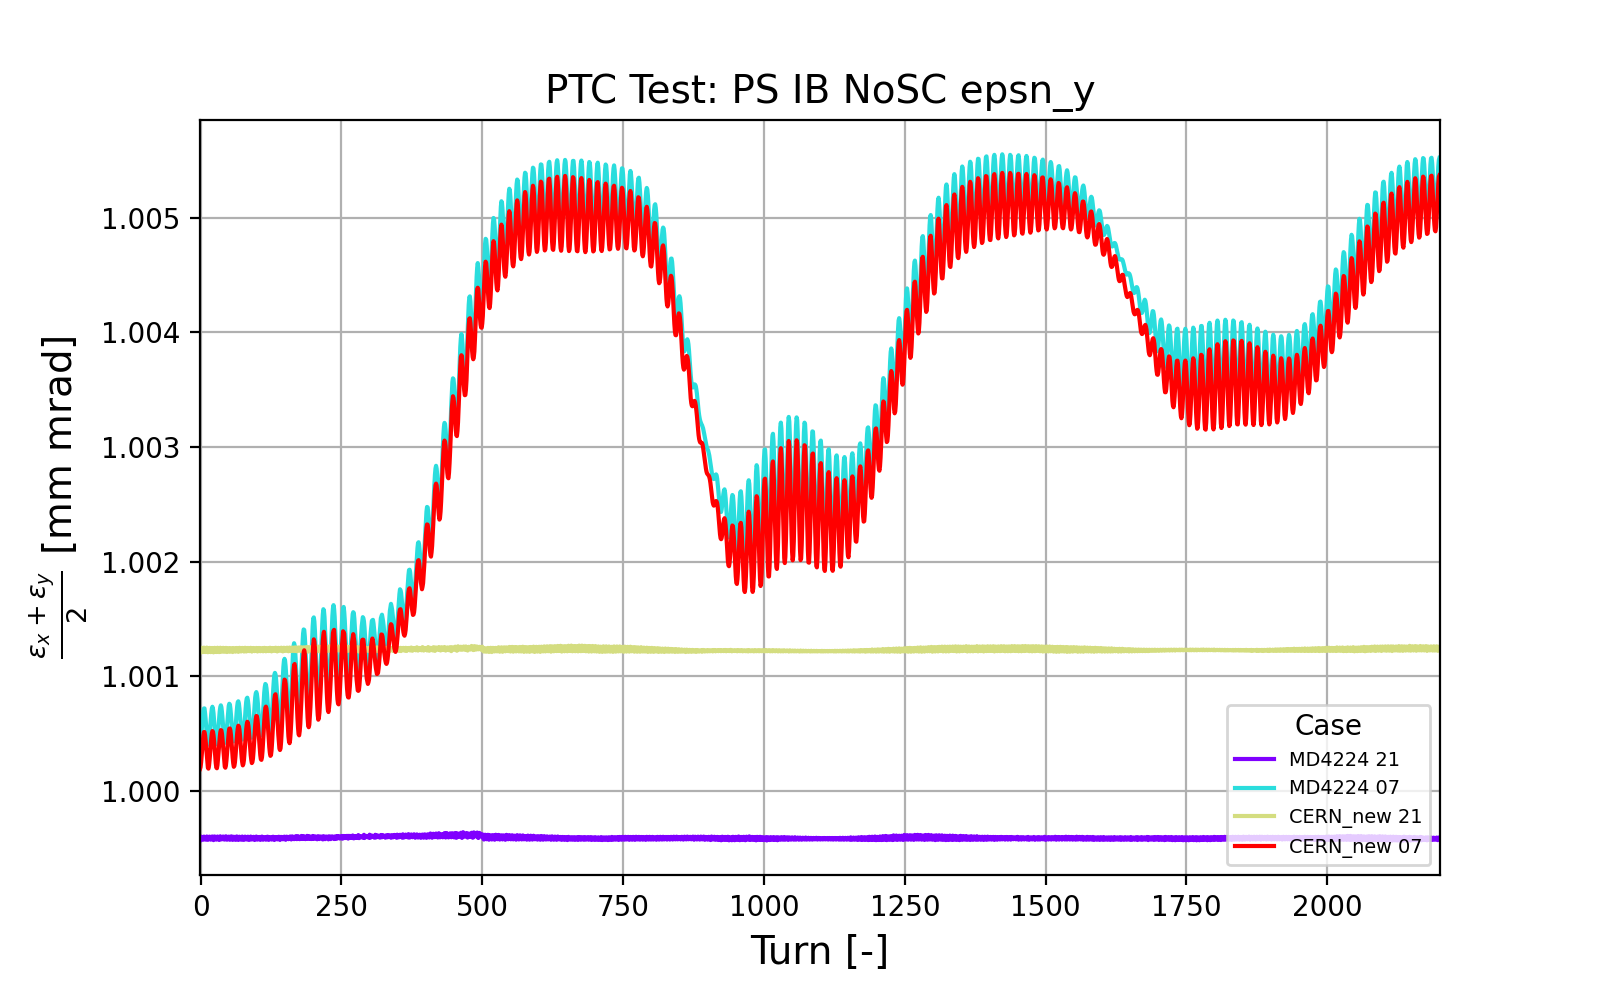 PTC Test: PS IB NoSC epsn_y
1.005
1.004
1.003
1.002
1.001
1.000
0
250
500
750
1000
1250
1500
1750
2000
Turn [-]
(εx + εy)/2 [mm mrad]
Case
MD4224 21
MD4224 07
CERN_new 21
CERN_new 07